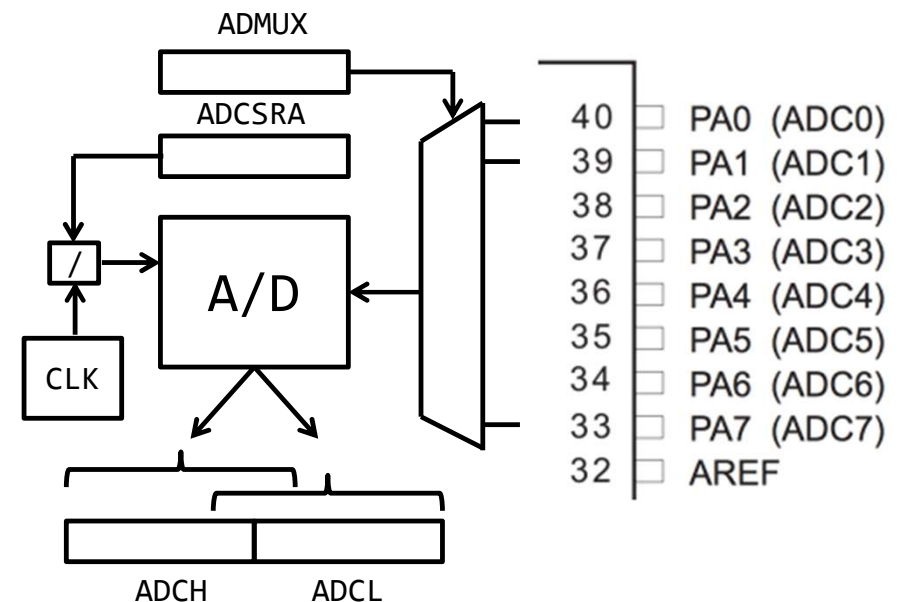 ADMUX
ADCSRA
/
A/D
CLK
ADCH ADCL
40 PA0 (ADC0)
39 PA1 (ADC1)
38 PA2 (ADC2)
37 PA3 (ADC3)
36 PA4 (ADC4)
35 PA5 (ADC5)
34 PA6 (ADC6)
33 PA7 (ADC7)
32 AREF